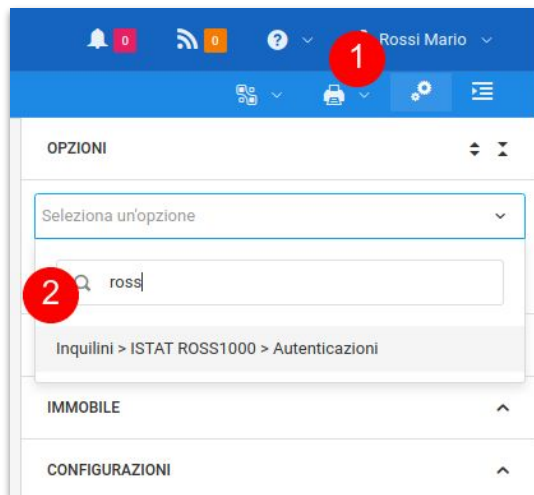 0
0
Rossi Mario
1
OPZIONI
Seleziona un'opzione
2
ross
Inquilini > ISTAT ROSS1000 > Autenticazioni
IMMOBILE
CONFIGURAZIONI